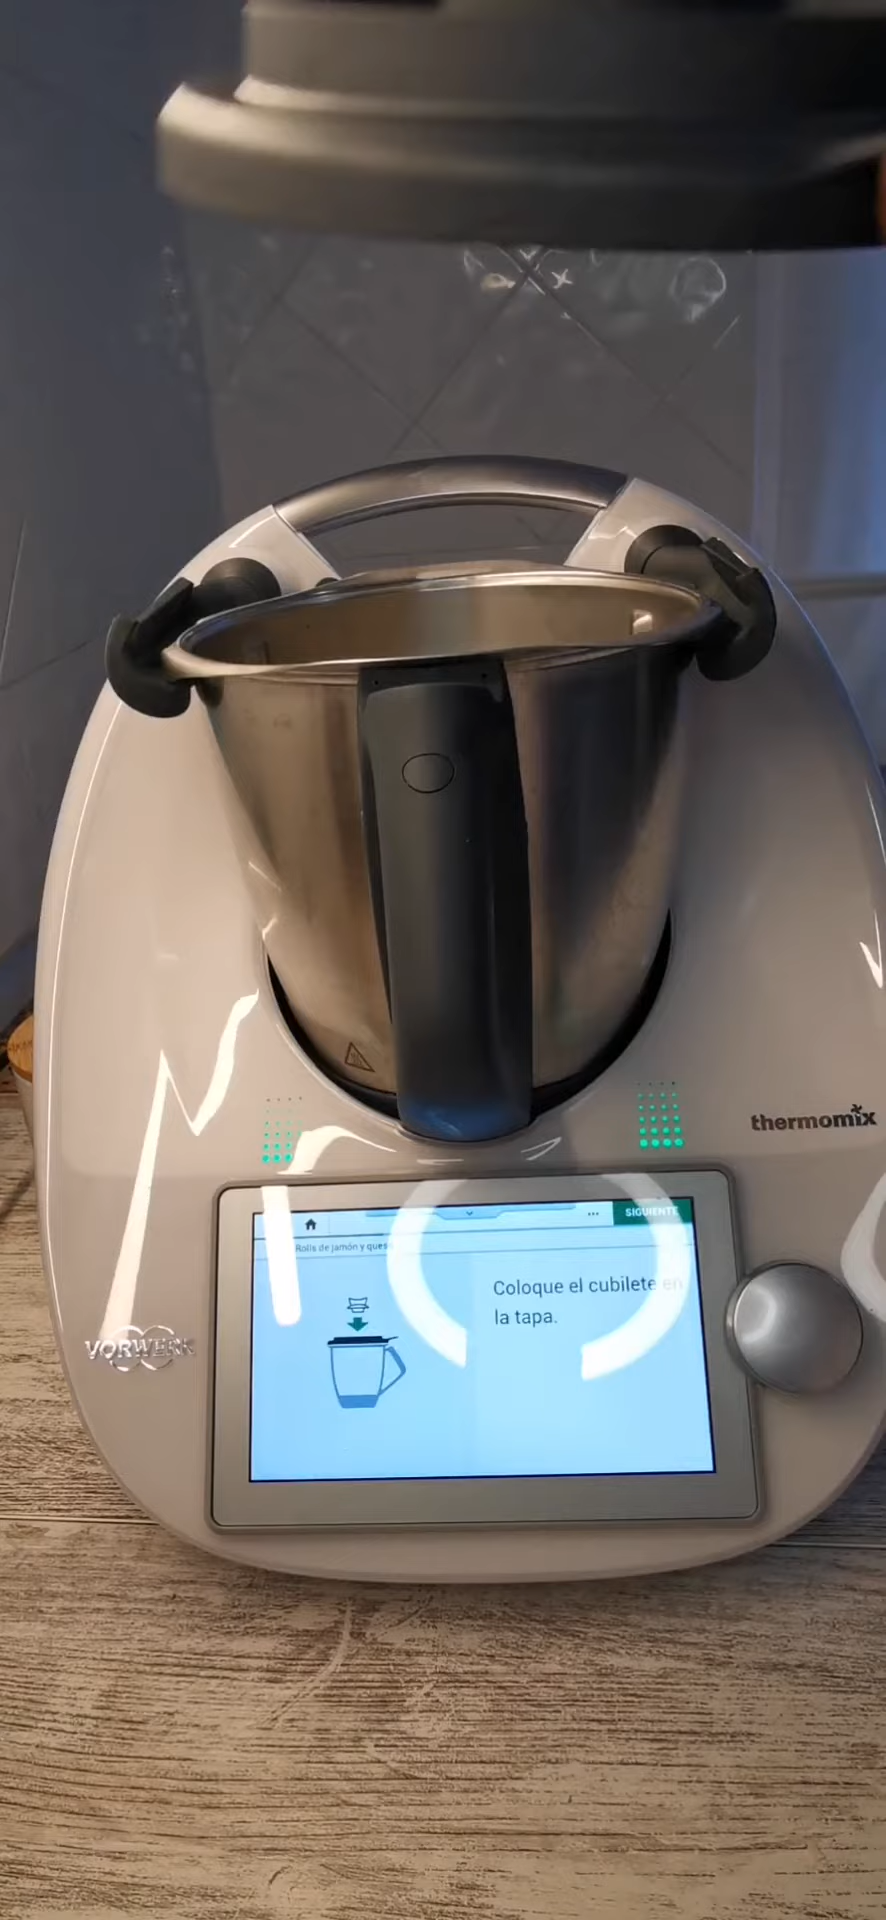 thermomix
SIGUIENTE
Rolls de jamón y queso
Coloque el cubilete en
la tapa.
VORWERK